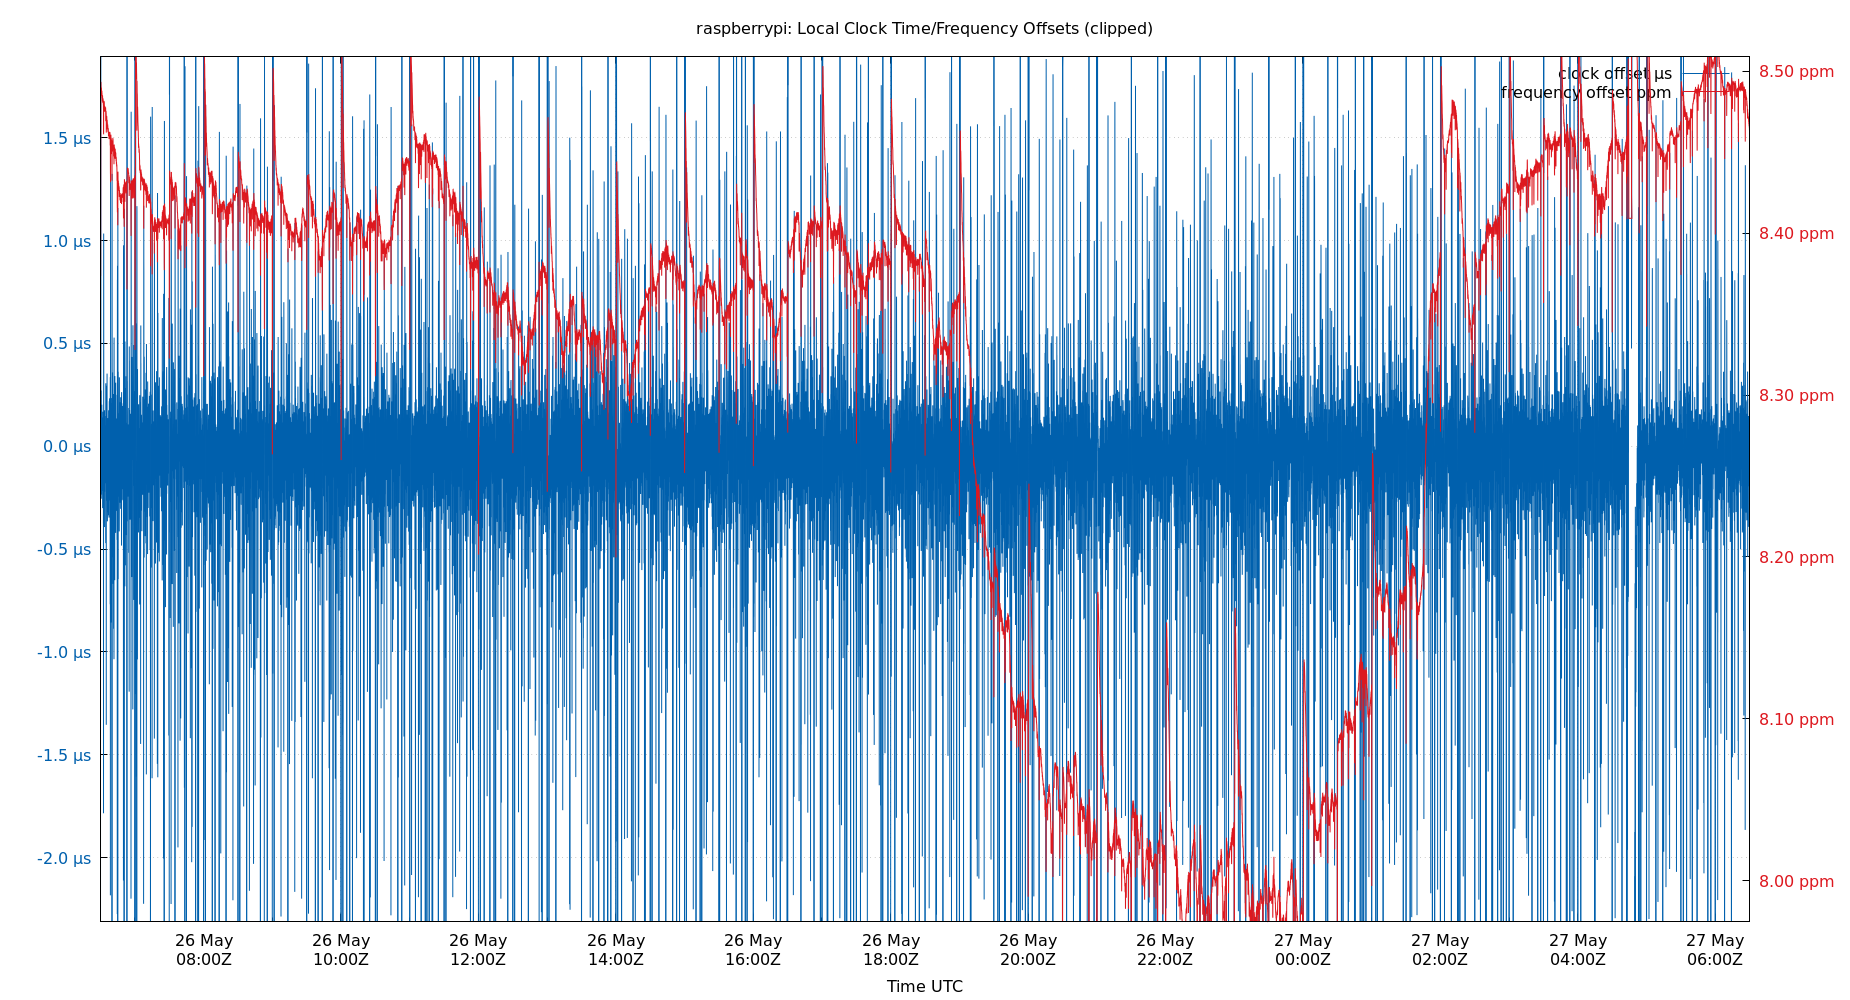 raspberrypi: Local Clock Time/Frequency Offsets (clipped)
clock offset µs
frequency offset ppm
1.5 µs
1.0 µs
0.5 µs
0.0 µs
-0.5 µs
-1.0 µs
-1.5 µs
-2.0 µs
8.50 ppm
8.40 ppm
8.30 ppm
8.20 ppm
8.10 ppm
8.00 ppm
26 May 26 May 26 May 26 May 26 May 26 May 26 May 26 May 27 May 27 May 27 May 27 May
08:00Z 10:00Z 12:00Z 14:00Z 16:00Z 18:00Z 20:00Z 22:00Z 00:00Z 02:00Z 04:00Z 06:00Z
Time UTC